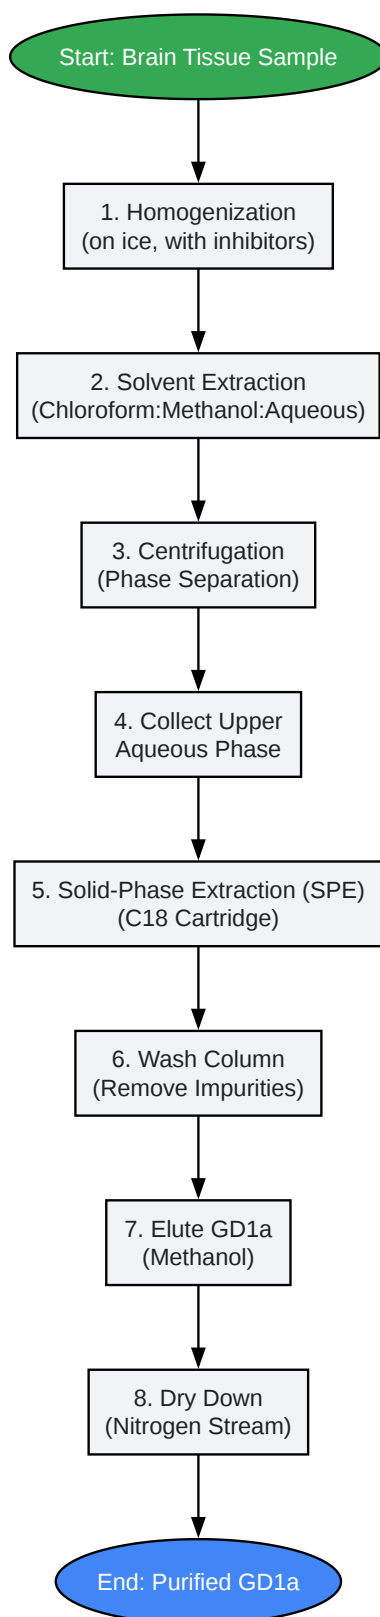 Start: Brain Tissue Sample
1. Homogenization
(on ice, with inhibitors)
2. Solvent Extraction
(Chloroform:Methanol:Aqueous)
3. Centrifugation
(Phase Separation)
4. Collect Upper
Aqueous Phase
5. Solid-Phase Extraction (SPE)
(C18 Cartridge)
6. Wash Column
(Remove Impurities)
7. Elute GD1a
(Methanol)
8. Dry Down
(Nitrogen Stream)
End: Purified GD1a